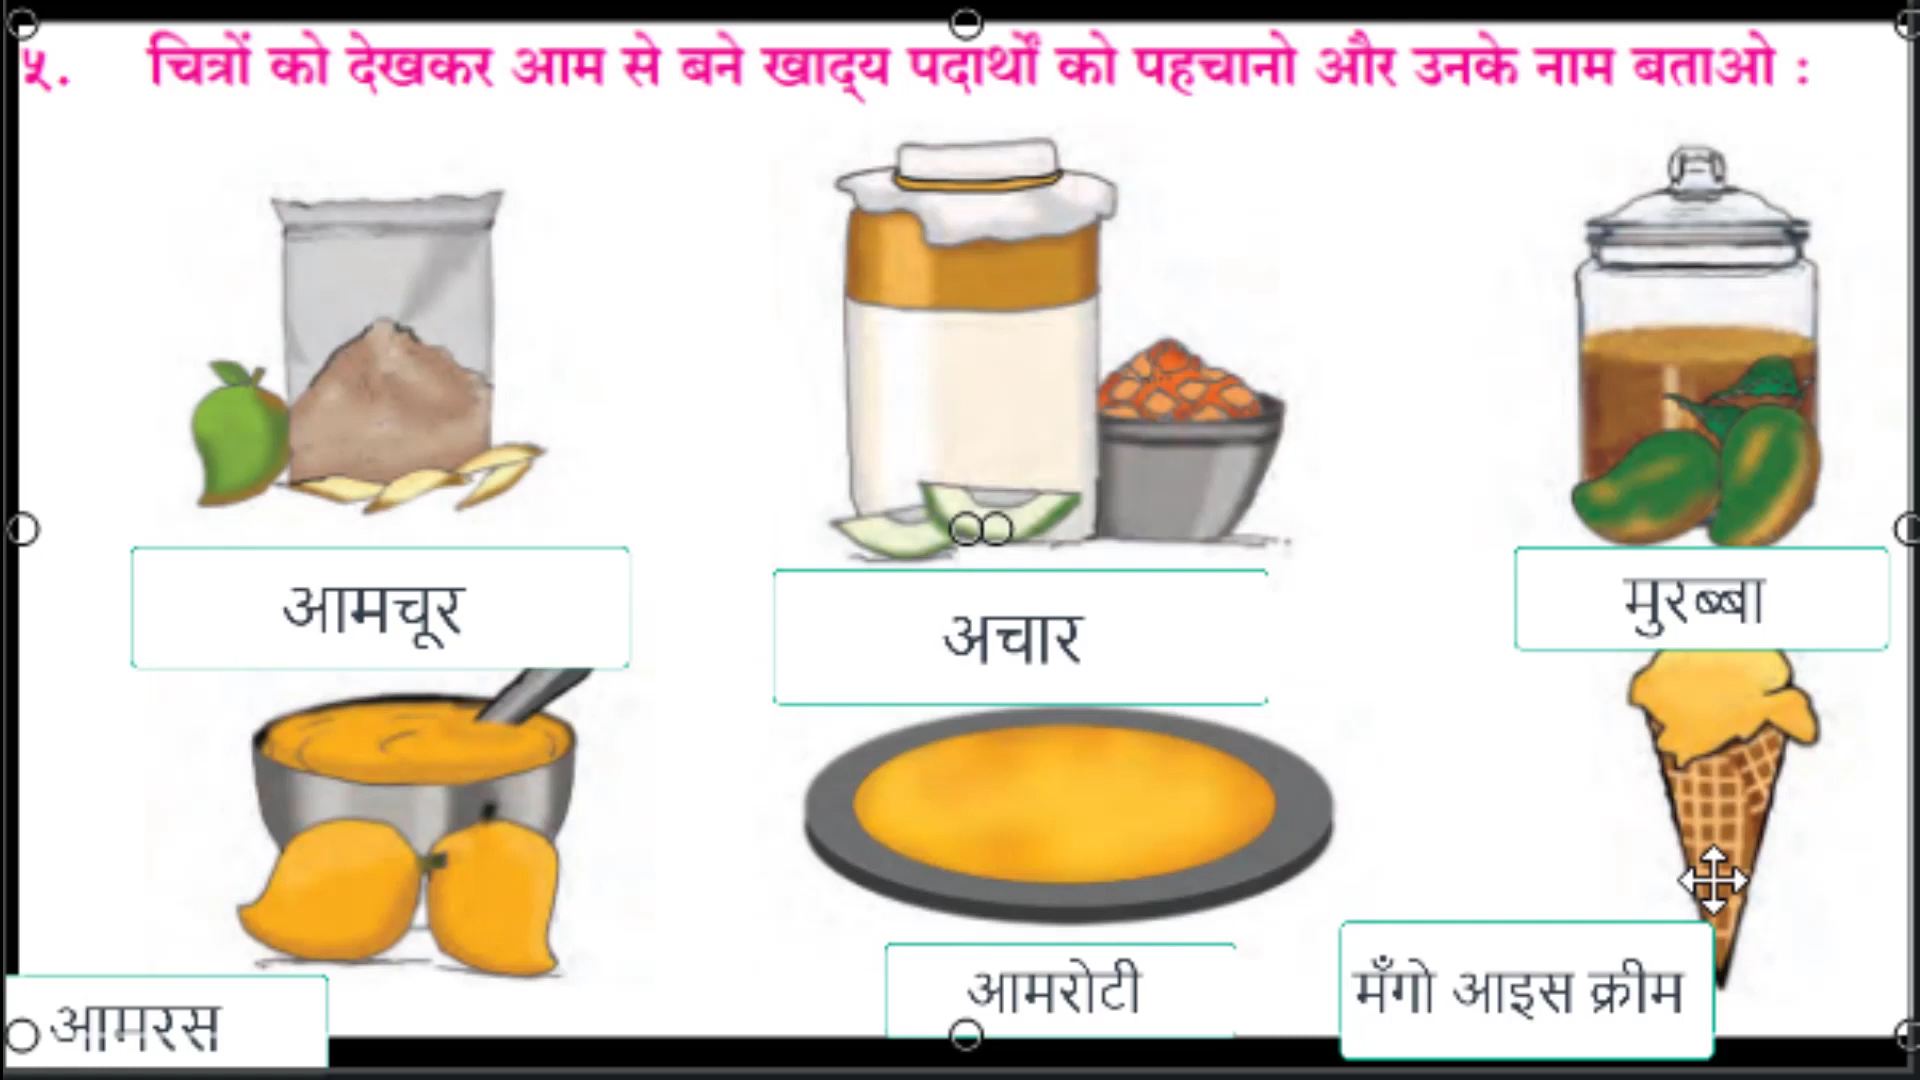 ५. चित्रों को देखकर आम से बने खाद्य पदार्थों को पहचानो और उनके नाम बताओ :
आमचूर
अचार
मुरब्बा
आमरस
आमरोटी
मँगो आइस क्रीम